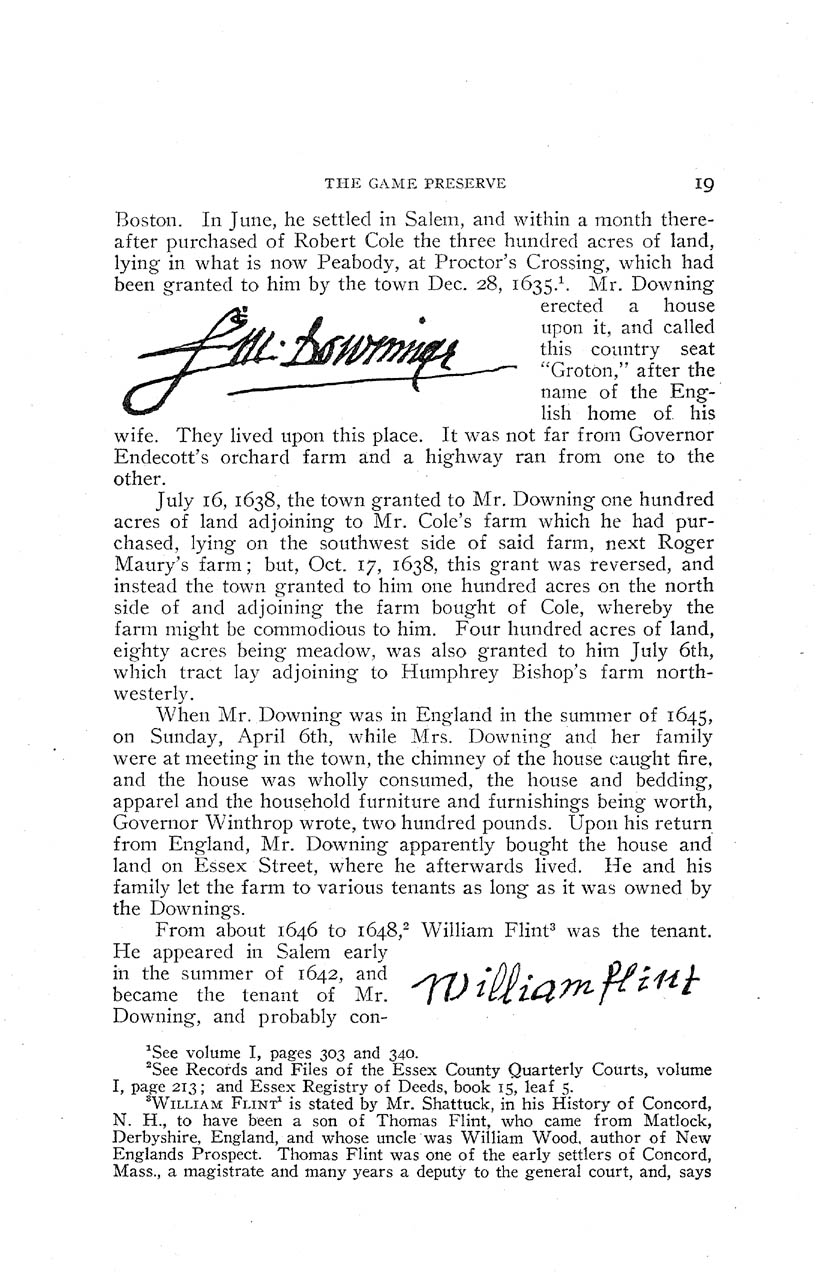 THE GAME PRESERVE 19
Boston. In June, he settled in Salem, and within a month there-
after purchased of Robert Cole the three hundred acres of land,
lying in what is now Peabody, at Proctor's Crossing, which had
been granted to him by the town Dec. 28, 1635.¹. Mr. Downing
erected a house
upon it, and called
this country seat
"Groton," after the
name of the Eng-
lish home of his
Em. Downinge
wife. They lived upon this place. It was not far from Governor
Endecott's orchard farm and a highway ran from one to the
other.
July 16, 1638, the town granted to Mr. Downing one hundred
acres of land adjoining to Mr. Cole's farm which he had pur-
chased, lying on the southwest side of said farm, next Roger
Maury's farm; but, Oct. 17, 1638, this grant was reversed, and
instead the town granted to him one hundred acres on the north
side of and adjoining the farm bought of Cole, whereby the
farm might be commodious to him. Four hundred acres of land,
eighty acres being meadow, was also granted to him July 6th,
which tract lay adjoining to Humphrey Bishop's farm north-
westerly.
When Mr. Downing was in England in the summer of 1645,
on Sunday, April 6th, while Mrs. Downing and her family
were at meeting in the town, the chimney of the house caught fire,
and the house was wholly consumed, the house and bedding,
apparel and the household furniture and furnishings being worth,
Governor Winthrop wrote, two hundred pounds. Upon his return
from England, Mr. Downing apparently bought the house and
land on Essex Street, where he afterwards lived. He and his
family let the farm to various tenants as long as it was owned by
the Downings.
From about 1646 to 1648,² William Flint³ was the tenant.
He appeared in Salem early
in the summer of 1642, and
became the tenant of Mr.
Downing, and probably con-
William fflint
¹See volume I, pages 303 and 340.
²See Records and Files of the Essex County Quarterly Courts, volume
I, page 213; and Essex Registry of Deeds, book 15, leaf 5.
³WILLIAM FLINT¹ is stated by Mr. Shattuck, in his History of Concord,
N. H., to have been a son of Thomas Flint, who came from Matlock,
Derbyshire, England, and whose uncle was William Wood, author of New
Englands Prospect. Thomas Flint was one of the early settlers of Concord,
Mass., a magistrate and many years a deputy to the general court, and, says